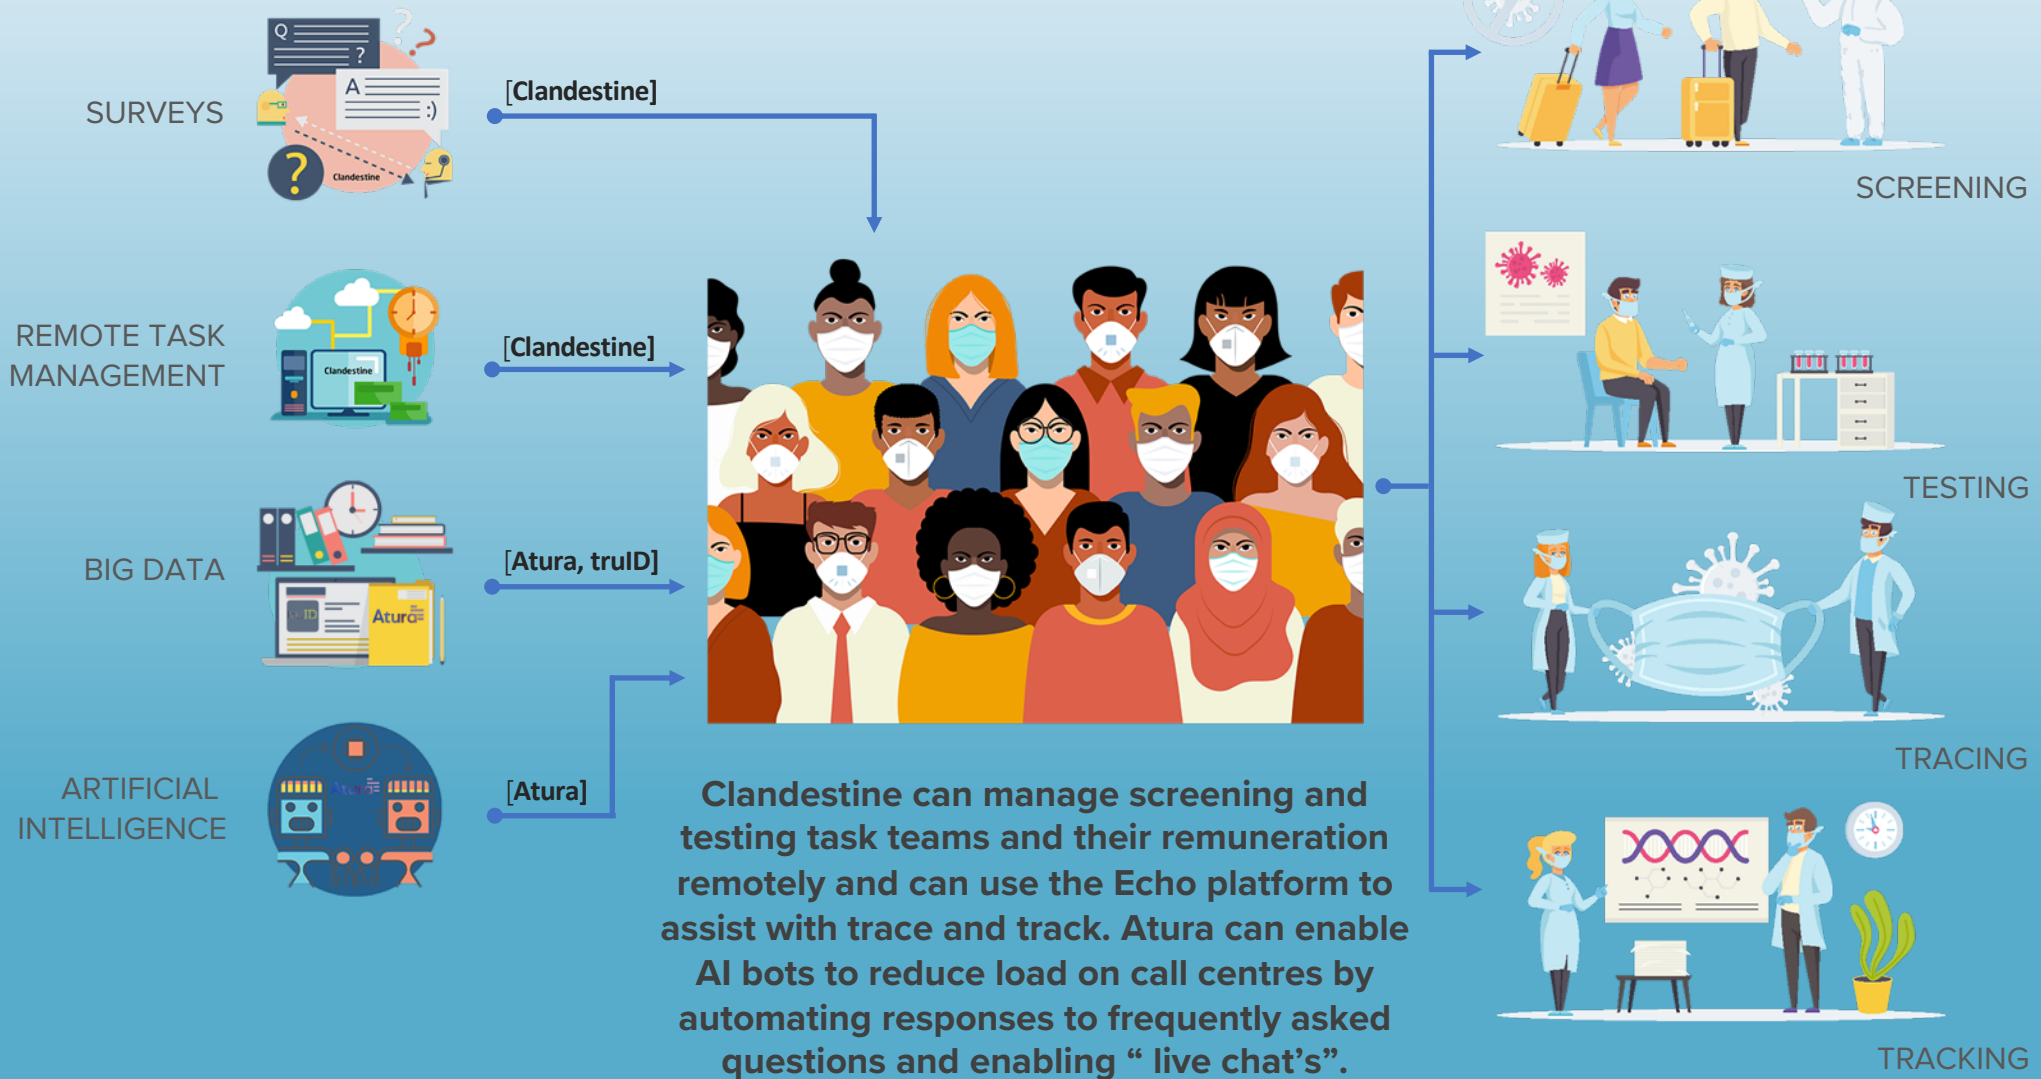 SURVEYS
Q
?
A
:)
?
Clandestine
[Clandestine]
REMOTE TASK
MANAGEMENT
Clandestine
[Clandestine]
BIG DATA
ID
Atura
[Atura, truID]
ARTIFICIAL
INTELLIGENCE
Atura
[Atura]
Clandestine can manage screening and
testing task teams and their remuneration
remotely and can use the Echo platform to
assist with trace and track. Atura can enable
AI bots to reduce load on call centres by
automating responses to frequently asked
questions and enabling “ live chat's”.
SCREENING
TESTING
TRACING
TRACKING